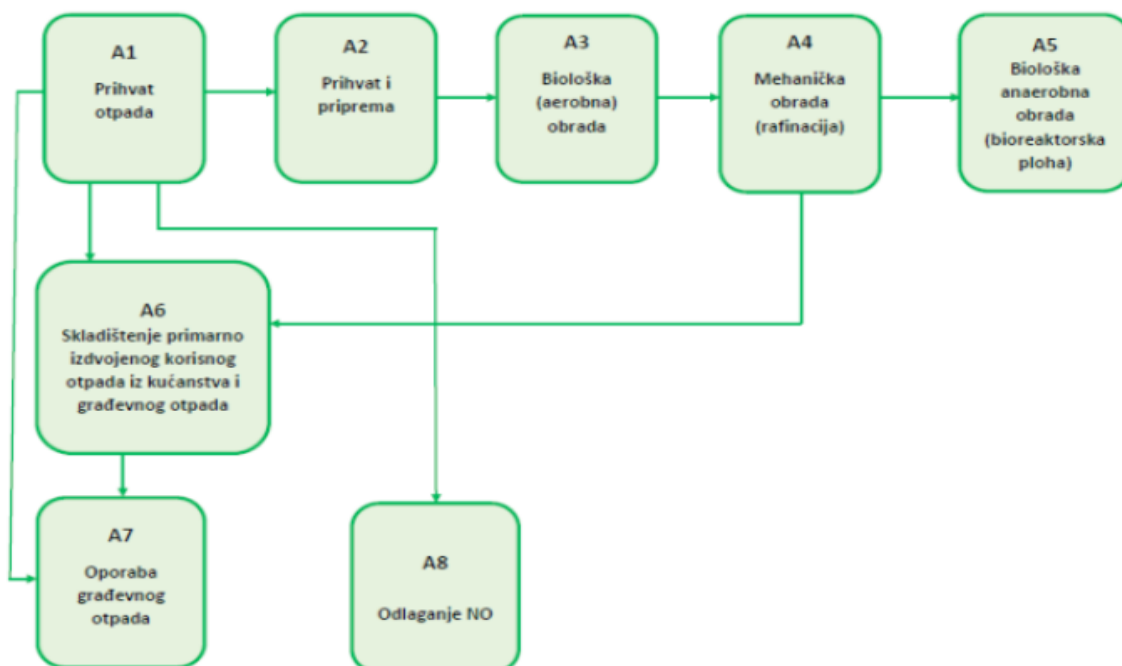 A1
Prihvat
otpada
A2
Prihvat i
priprema
A3
Biološka
(aerobna)
obrada
A4
Mehanička
obrada
(rafinacija)
A5
Biološka
anaerobna
obrada
(bioreaktorska
ploha)
A6
Skladištenje primarno
izdvojenog korisnog
otpada iz kućanstva i
građevnog otpada
A7
Oporaba
građevnog
otpada
A8
Odlaganje NO